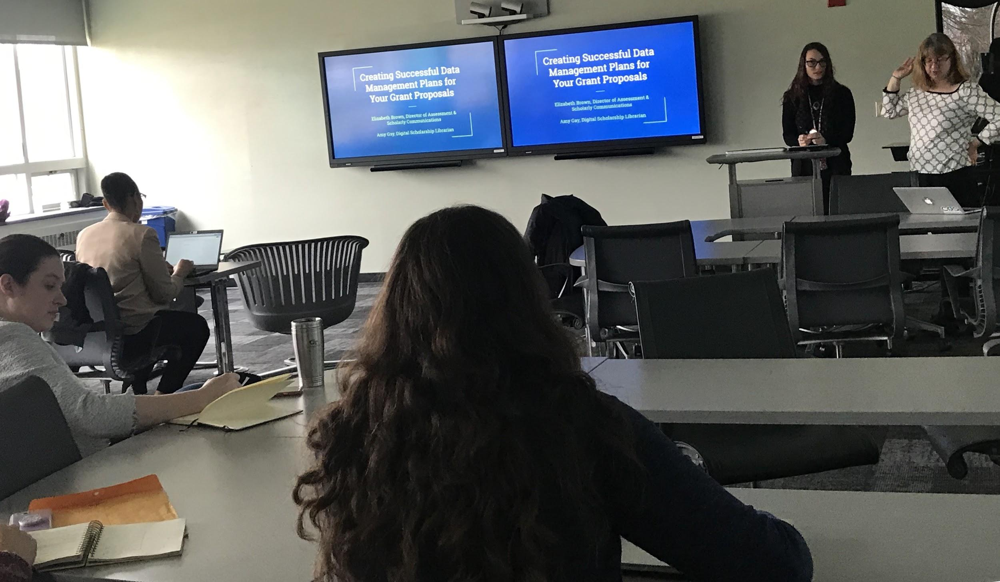 Creating Successful Data
Management Plans for
Your Grant Proposals
Elizabeth Brown, Director of Assessment &
Scholarly Communications
Amy Gay, Digital Scholarship Librarian
Creating Successful Data
Management Plans for
Your Grant Proposals
Elizabeth Brown, Director of Assessment &
Scholarly Communications
Amy Gay, Digital Scholarship Librarian